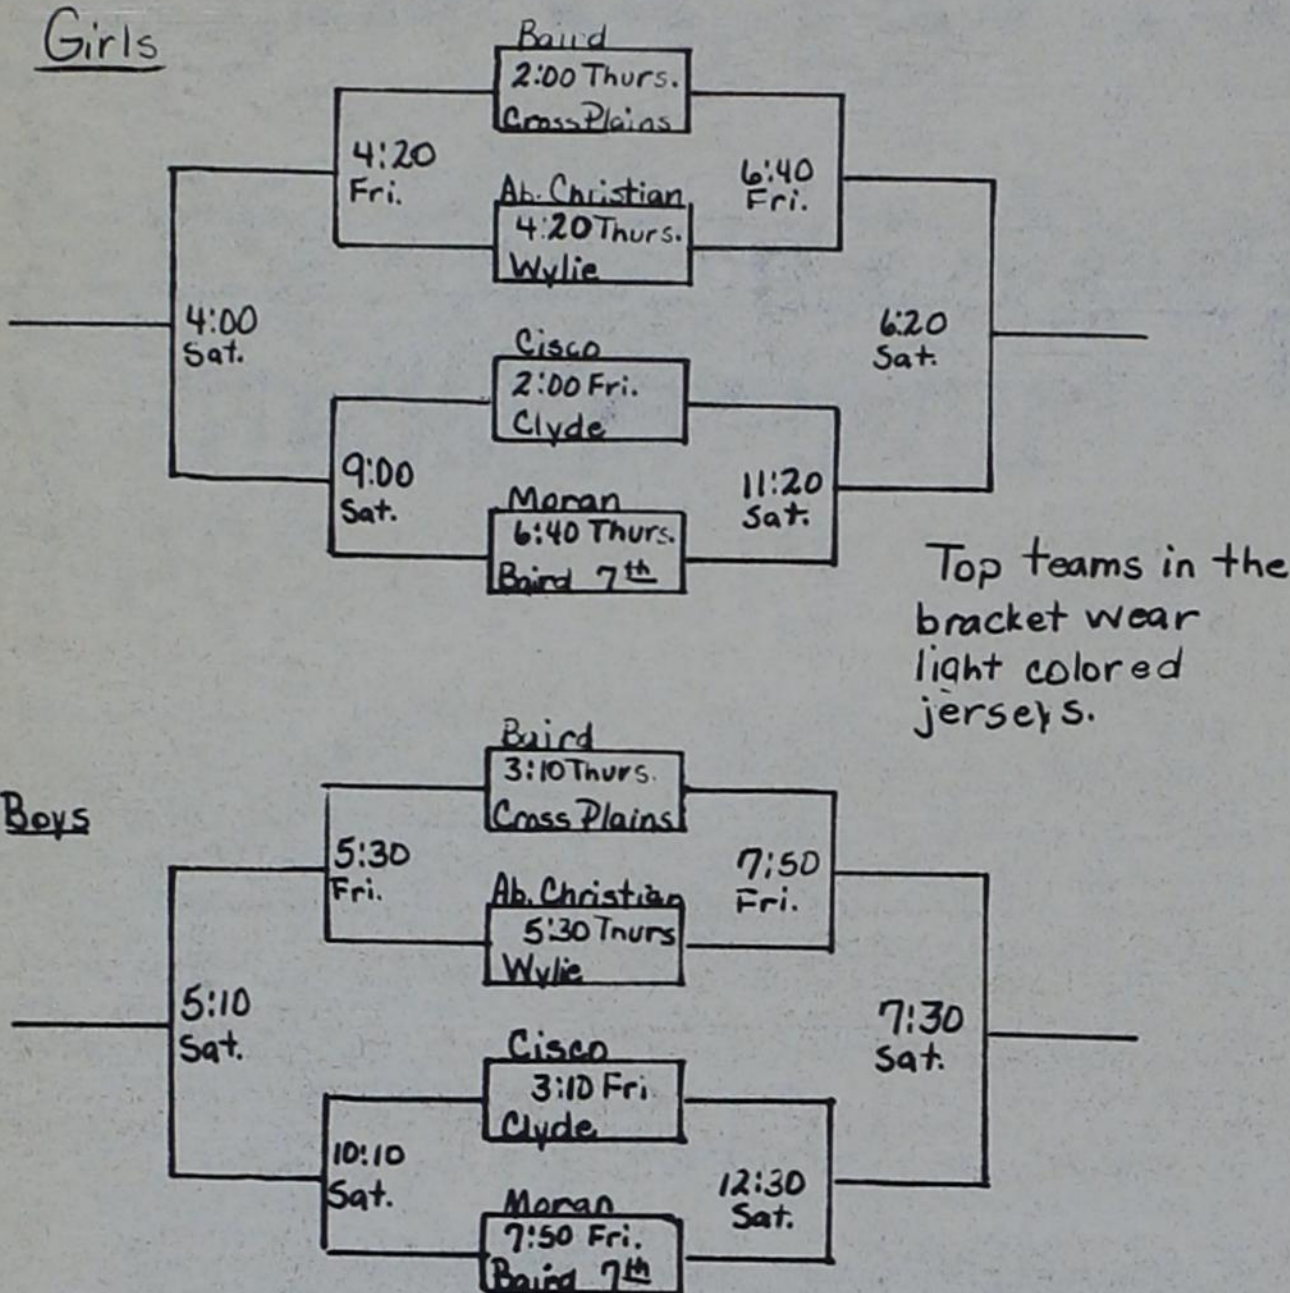 Girls
Baird
2:00 Thurs.
Cross Plains
4:20
Fri.
6:40
Fri.
Ab. Christian
4:20 Thurs.
Wylie
4:00
Sat.
6:20
Sat.
Cisco
2:00 Fri.
Clyde
9:00
Sat.
11:20
Sat.
Moran
6:40 Thurs.
Baird 7th
Top teams in the
bracket wear
light colored
jerseys.
Boys
Baird
3:10 Thurs.
Cross Plains
5:30
Fri.
7:50
Fri.
Ab. Christian
5:30 Thurs
Wylie
5:10
Sat.
7:30
Sat.
Cisco
3:10 Fri.
Clyde
10:10
Sat.
12:30
Sat.
Moran
7:50 Fri.
Baird 7th